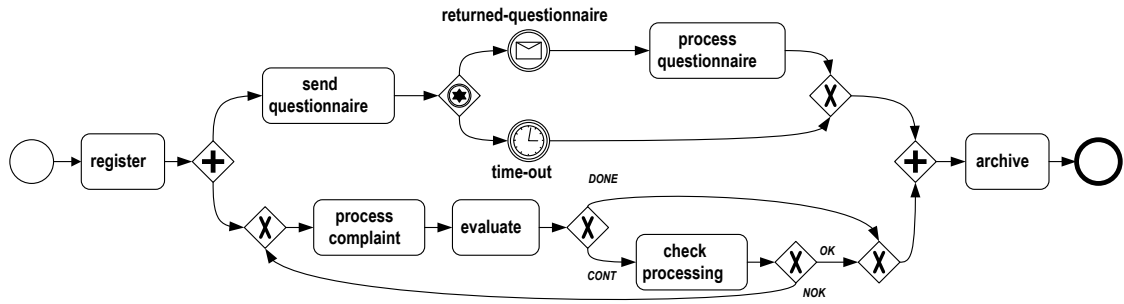 returned-questionnaire
process
questionnaire
send
questionnaire
register
time-out
archive
DONE
process
complaint
evaluate
check
processing
OK
CONT
NOK